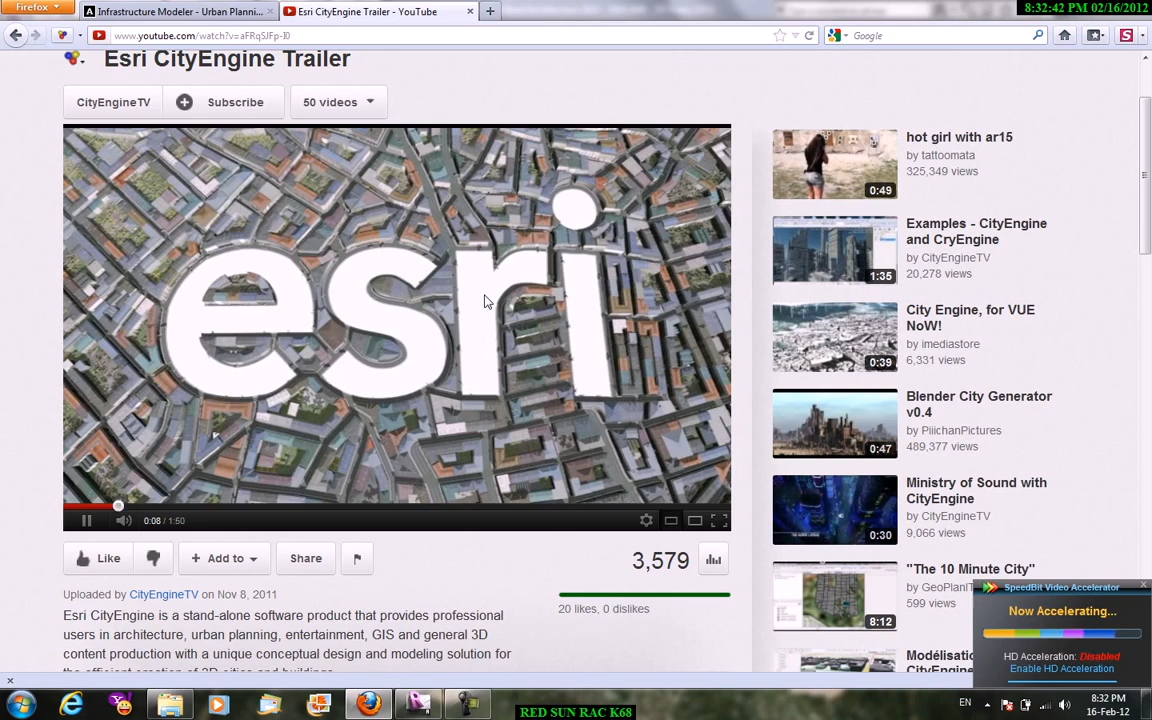 Firefox
Infrastructure Modeler - Urban Planni...
Esri CityEngine Trailer - YouTube
8:32:42 PM 02/16/2012
www.youtube.com/watch?v=aFRqSJFp-I0
Google
Esri CityEngine Trailer
CityEngineTV
Subscribe
50 videos
esri
0:08 / 1:50
Like
Add to
Share
3,579
Uploaded by CityEngineTV on Nov 8, 2011
20 likes, 0 dislikes
Esri CityEngine is a stand-alone software product that provides professional
users in architecture, urban planning, entertainment, GIS and general 3D
content production with a unique conceptual design and modeling solution for
hot girl with ar15
by tattoomata
325,349 views
0:49
Examples - CityEngine
and CryEngine
by CityEngineTV
20,278 views
1:35
City Engine, for VUE
NoW!
by imediastore
6,331 views
0:39
Blender City Generator
v0.4
by PiiichanPictures
489,377 views
0:47
Ministry of Sound with
CityEngine
by CityEngineTV
9,066 views
0:30
"The 10 Minute City"
599 views
8:12
SpeedBit Video Accelerator
Now Accelerating...
HD Acceleration: Disabled
Enable HD Acceleration
EN
8:32 PM
16-Feb-12
RED SUN RAC K68